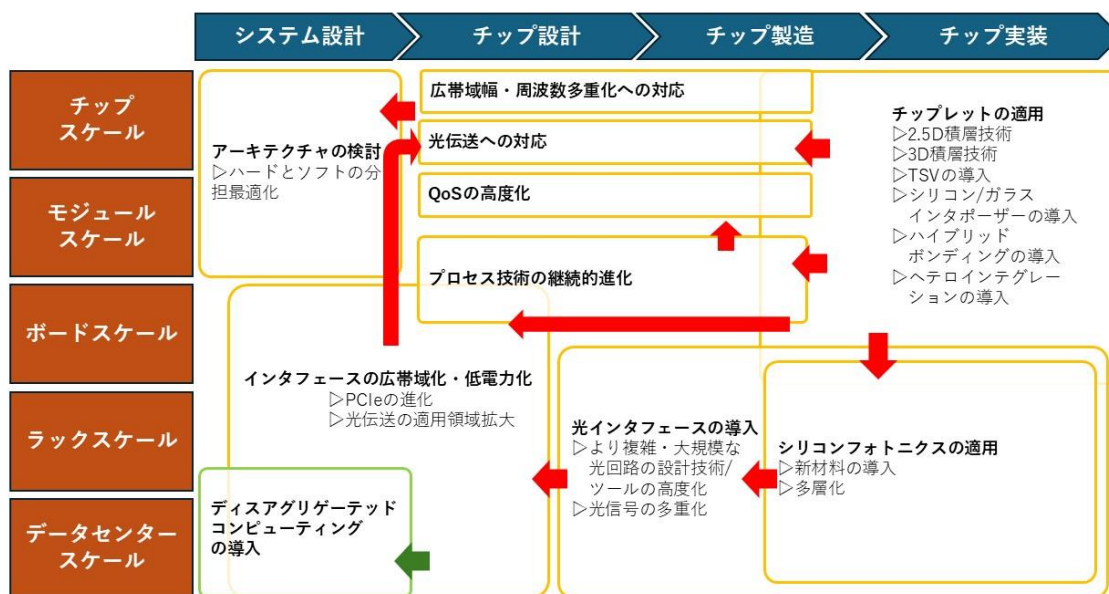 システム設計
チップ設計
チップ製造
チップ実装
チップ
スケール
モジュール
スケール
ボードスケール
ラックスケール
データセンター
スケール
アーキテクチャの検討
▷ハードとソフトの分
担最適化
広帯域幅・周波数多重化への対応
光伝送への対応
QoSの高度化
プロセス技術の継続的進化
チップレットの適用
▷2.5D積層技術
▷3D積層技術
▷TSVの導入
▷シリコン/ガラス
インタポーザーの導入
▷ハイブリッド
ボンディングの導入
▷ヘテロインテグレー
ションの導入
インタフェースの広帯域化・低電力化
▷PCIeの進化
▷光伝送の適用領域拡大
光インタフェースの導入
▷より複雑・大規模な
光回路の設計技術/
ツールの高度化
▷光信号の多重化
シリコンフォトニクスの適用
▷新材料の導入
▷多層化
ディスアグリゲーテッド
コンピューティング
の導入